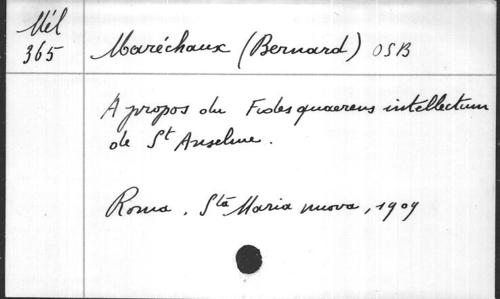 Mél
365
Maréchaux (Bernard) OSB
A propos du Fides quaerens intellectum
de St Anselme.
Roma, Sta Maria nuova, 1909